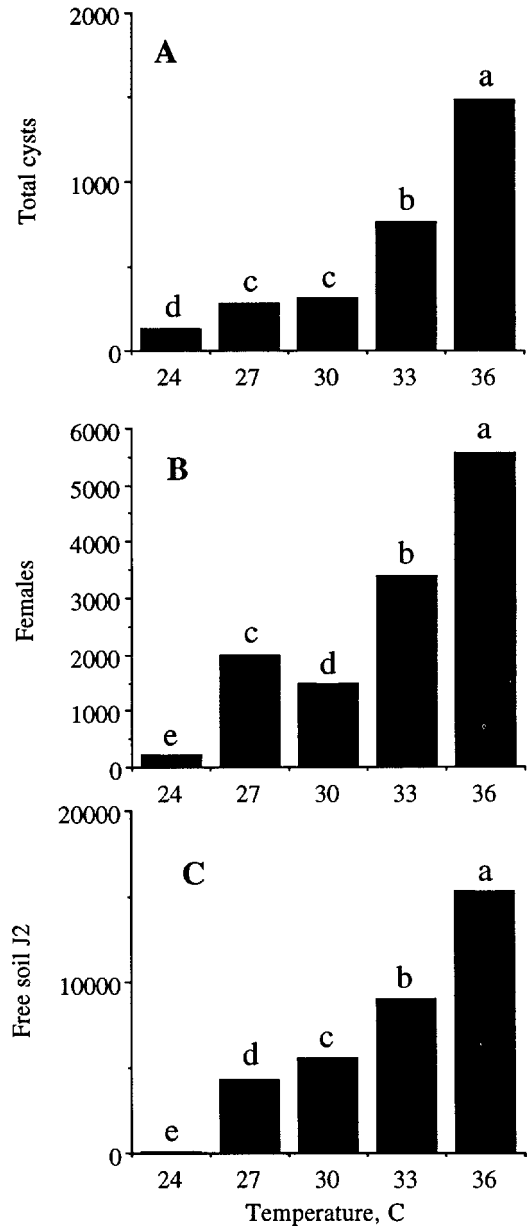 2000
A
a
Total cysts
1000
b
d c c
0
24 27 30 33 36
6000
a
B
5000
4000
b
Females
3000
c
2000
d
1000
e
0
24 27 30 33 36
20000
C
a
Free soil J2
10000
b
c
d
e
0
24 27 30 33 36
Temperature, C